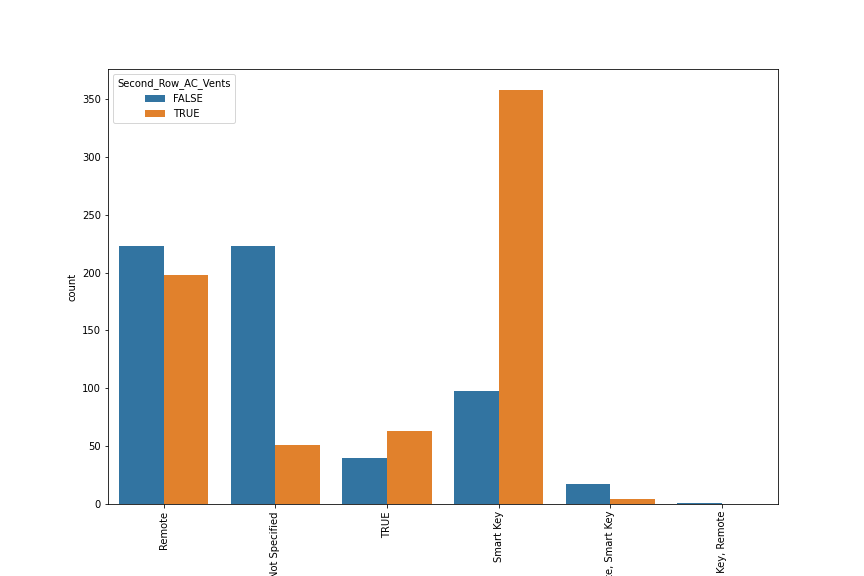 Second_Row_AC_Vents
FALSE
TRUE
350
300
250
200
150
100
50
0
count
Remote
Not Specified
TRUE
Smart Key
, Smart Key
Key, Remote